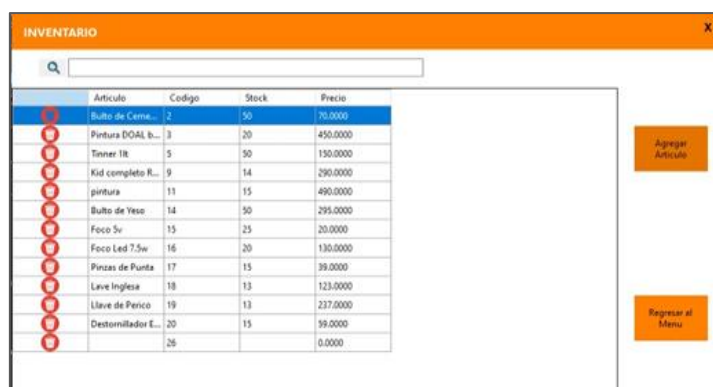 INVENTARIO
X
Articulo Codigo Stock Precio
Bulto de Ceme... 2 50 70.0000
Pintura DOAL b... 3 20 450.0000
Tinner 1lt 5 50 150.0000
Kid completo R... 9 14 290.0000
pintura 11 15 490.0000
Bulto de Yeso 14 50 295.0000
Foco 5v 15 25 20.0000
Foco Led 7.5w 16 20 130.0000
Pinzas de Punta 17 15 39.0000
Lave Inglesa 18 13 123.0000
Llave de Perico 19 13 237.0000
Destornillador E... 20 15 59.0000
26 0.0000
Agregar
Articulo
Regresar al
Menu